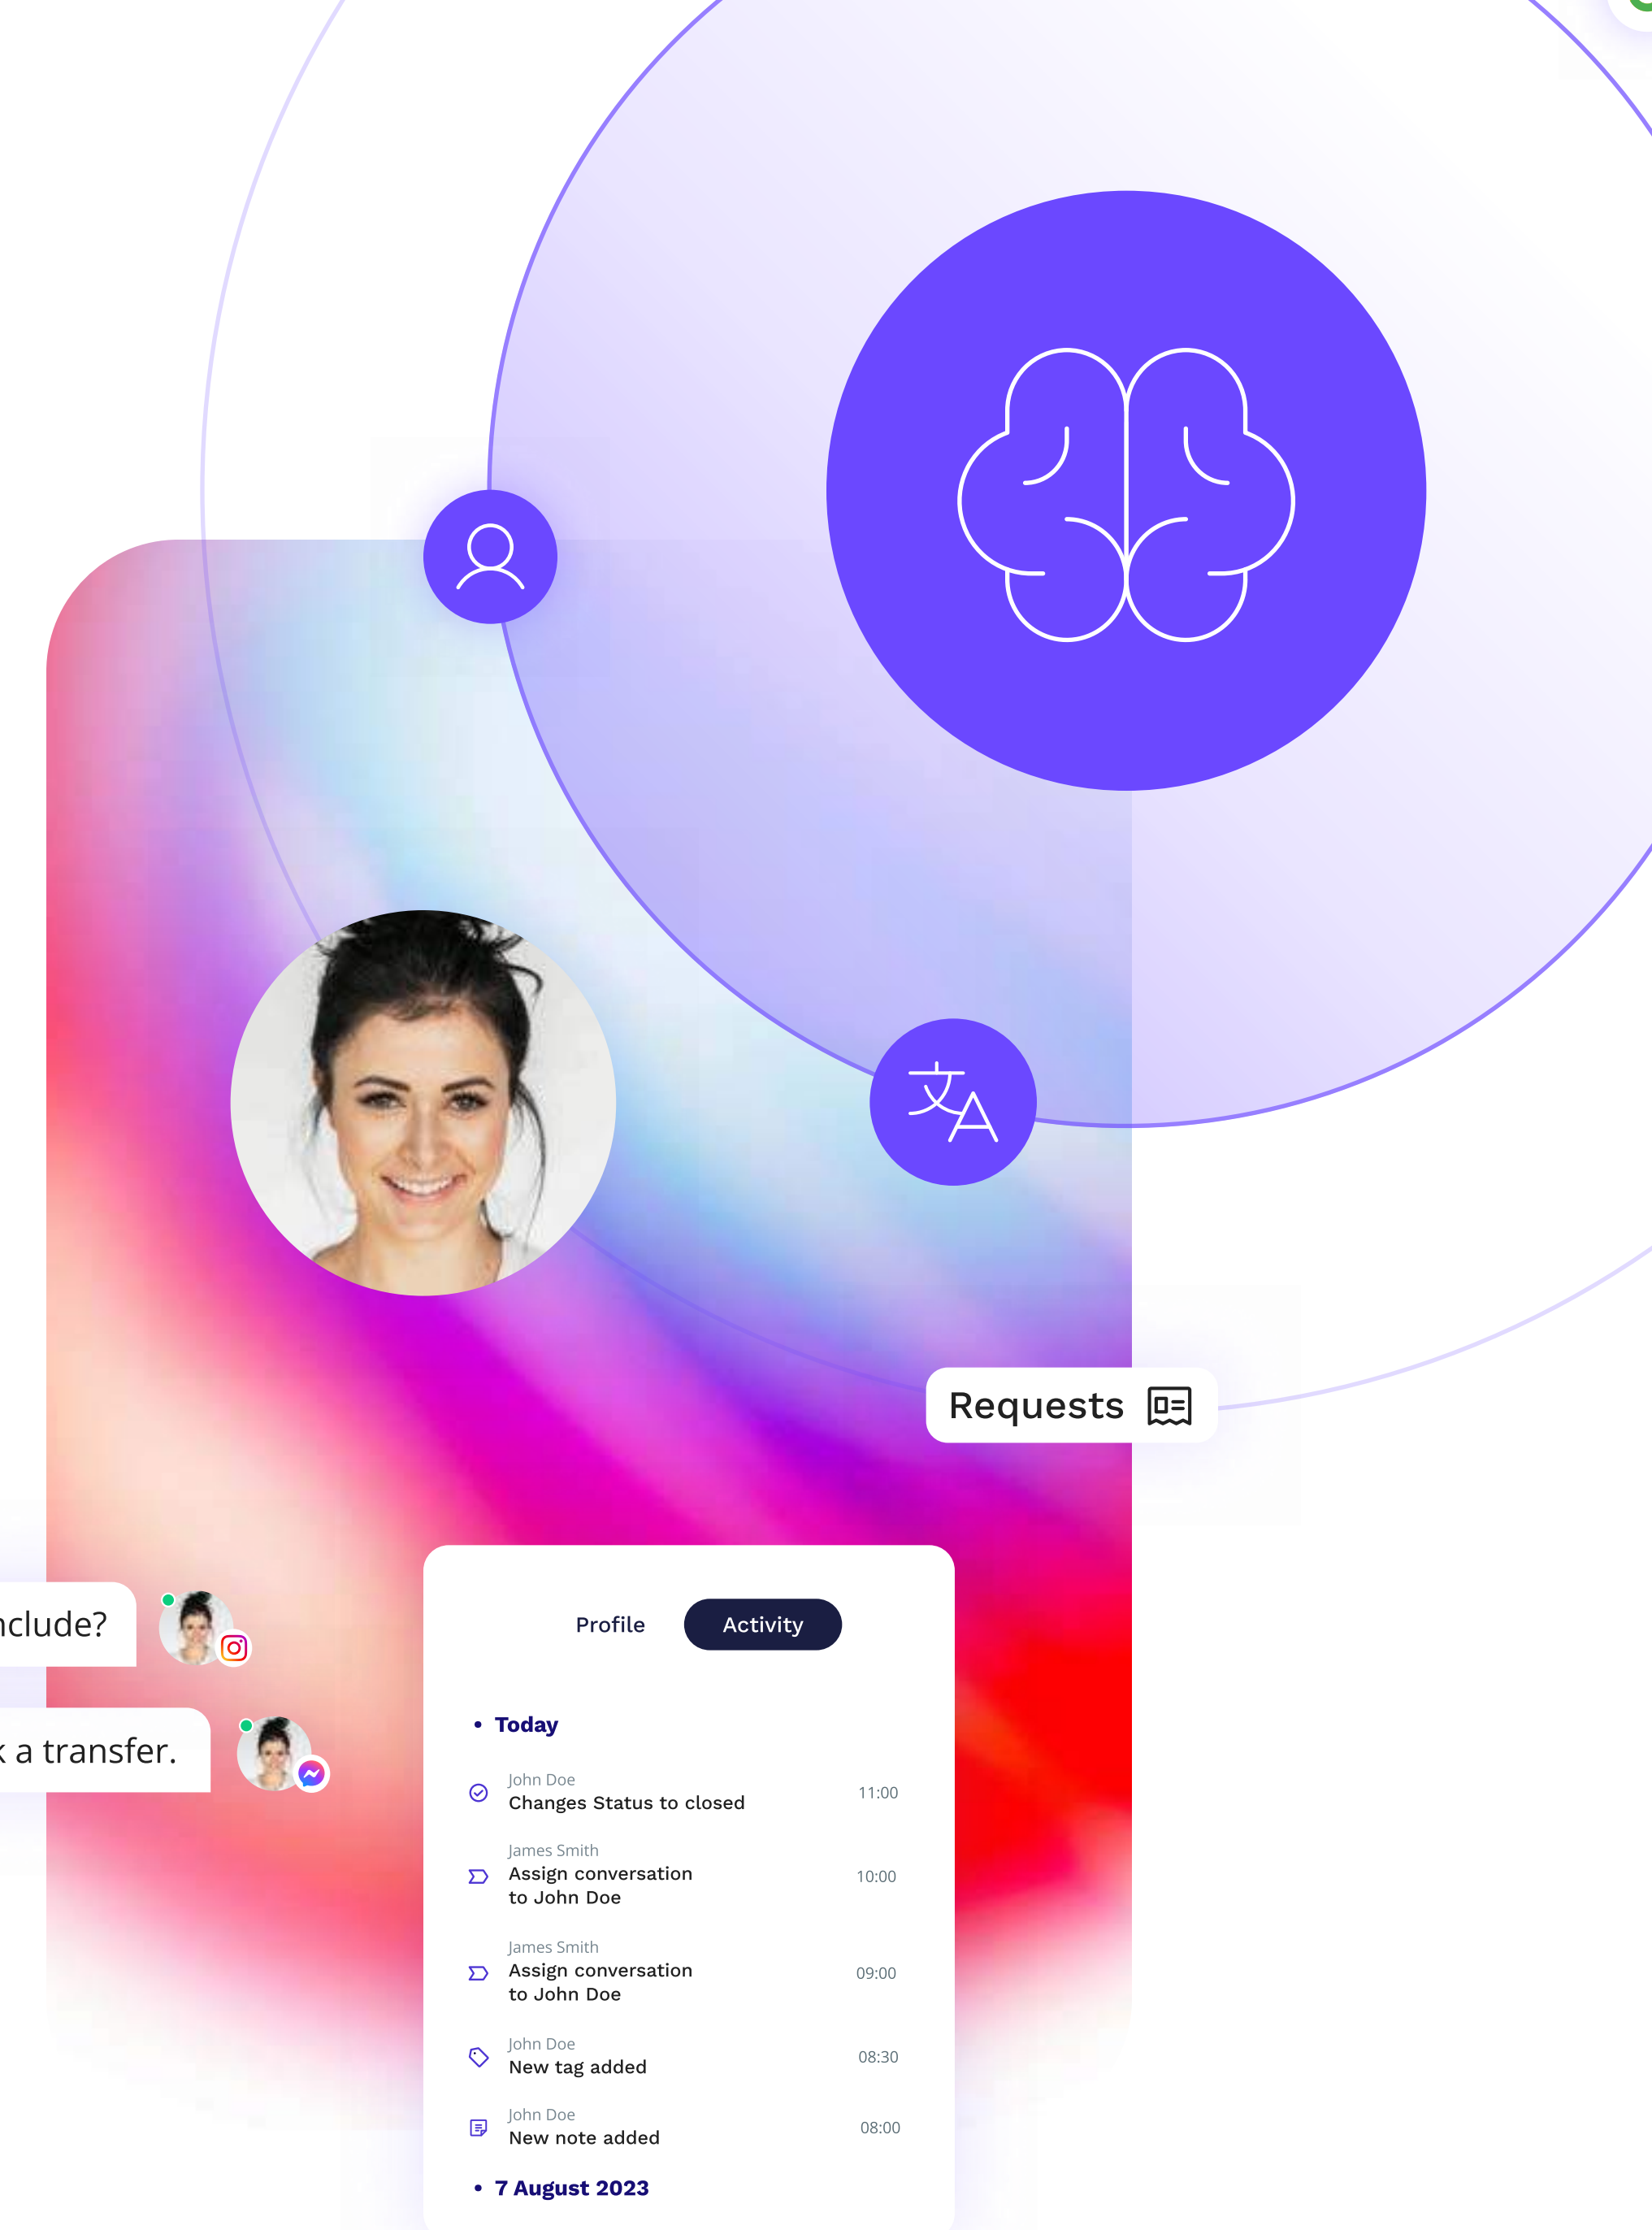 文A
Requests
nclude?
a transfer.
Profile
Activity
Today
John Doe
Changes Status to closed
11:00
James Smith
Assign conversation
to John Doe
10:00
James Smith
Assign conversation
to John Doe
09:00
John Doe
New tag added
08:30
John Doe
New note added
08:00
7 August 2023